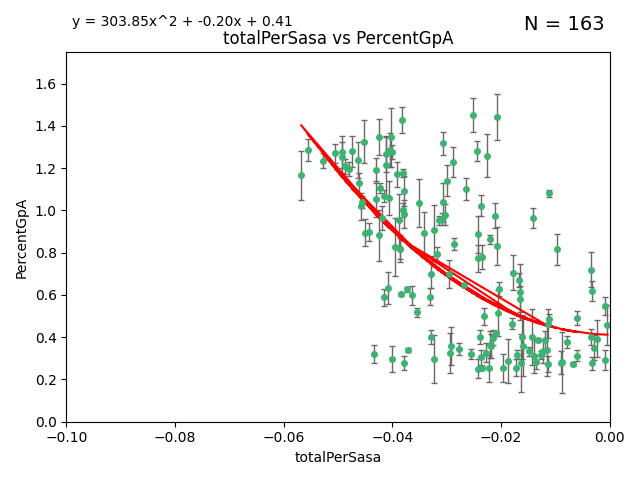 y = 303.85x^2 + -0.20x + 0.41
N = 163
totalPerSasa vs PercentGpA
PercentGpA
1.6
1.4
1.2
1.0
0.8
0.6
0.4
0.2
0.0
−0.10 −0.08 −0.06 −0.04 −0.02 0.00
totalPerSasa